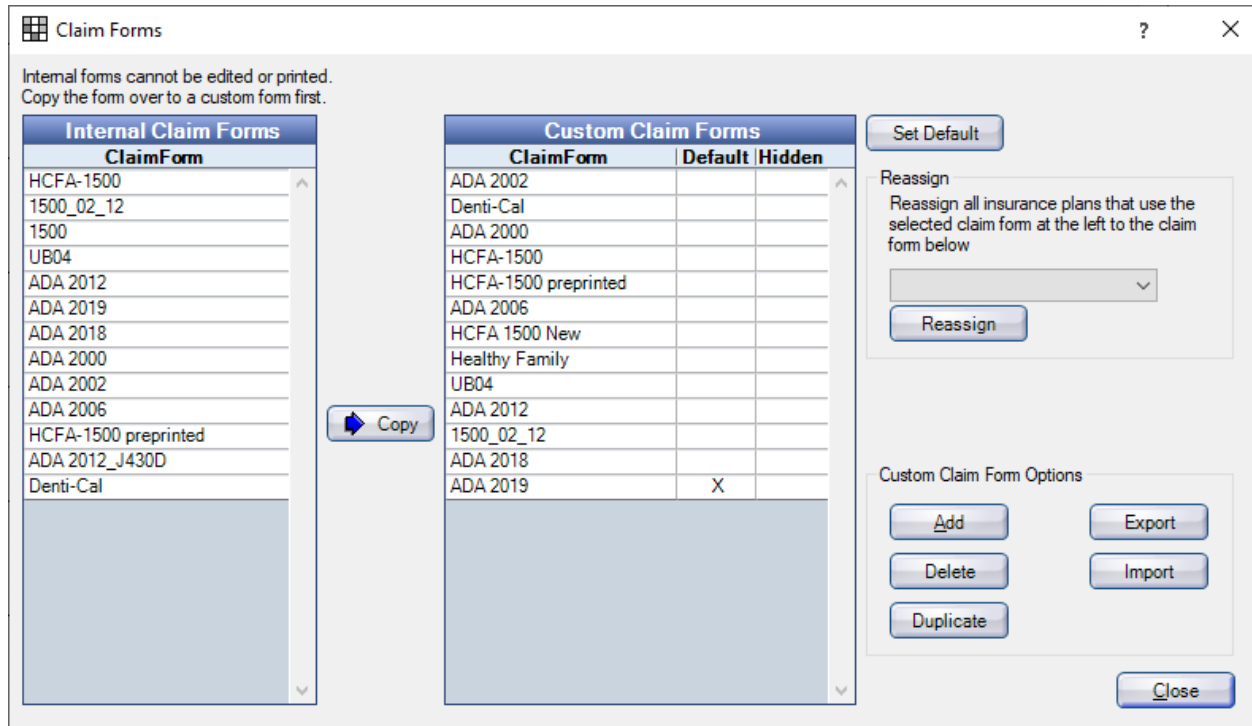 Claim Forms
?
Internal forms cannot be edited or printed.
Copy the form over to a custom form first.
Internal Claim Forms
ClaimForm
HCFA-1500
1500_02_12
1500
UB04
ADA 2012
ADA 2019
ADA 2018
ADA 2000
ADA 2002
ADA 2006
HCFA-1500 preprinted
ADA 2012_J430D
Denti-Cal
Copy
Custom Claim Forms
ClaimForm Default Hidden
ADA 2002
Denti-Cal
ADA 2000
HCFA-1500
HCFA-1500 preprinted
ADA 2006
HCFA 1500 New
Healthy Family
UB04
ADA 2012
1500_02_12
ADA 2018
ADA 2019 X
Set Default
Reassign
Reassign all insurance plans that use the
selected claim form at the left to the claim
form below
Reassign
Custom Claim Form Options
Add Export
Delete Import
Duplicate
Close